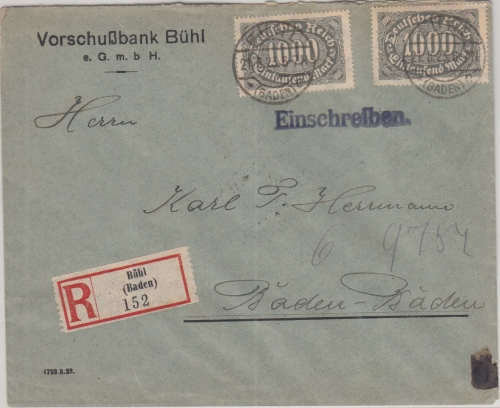 Vorschußbank Bühl
e. G. m. b H.
Deutsches Reich
1000
Eintausend Mark
Deutsches Reich
1000
Eintausend Mark
(BADEN)
(BADEN)
Einschreiben.
Herrn
Karl F. Herrmann
6 9754
R
Bühl
(Baden)
152
Baden-Baden